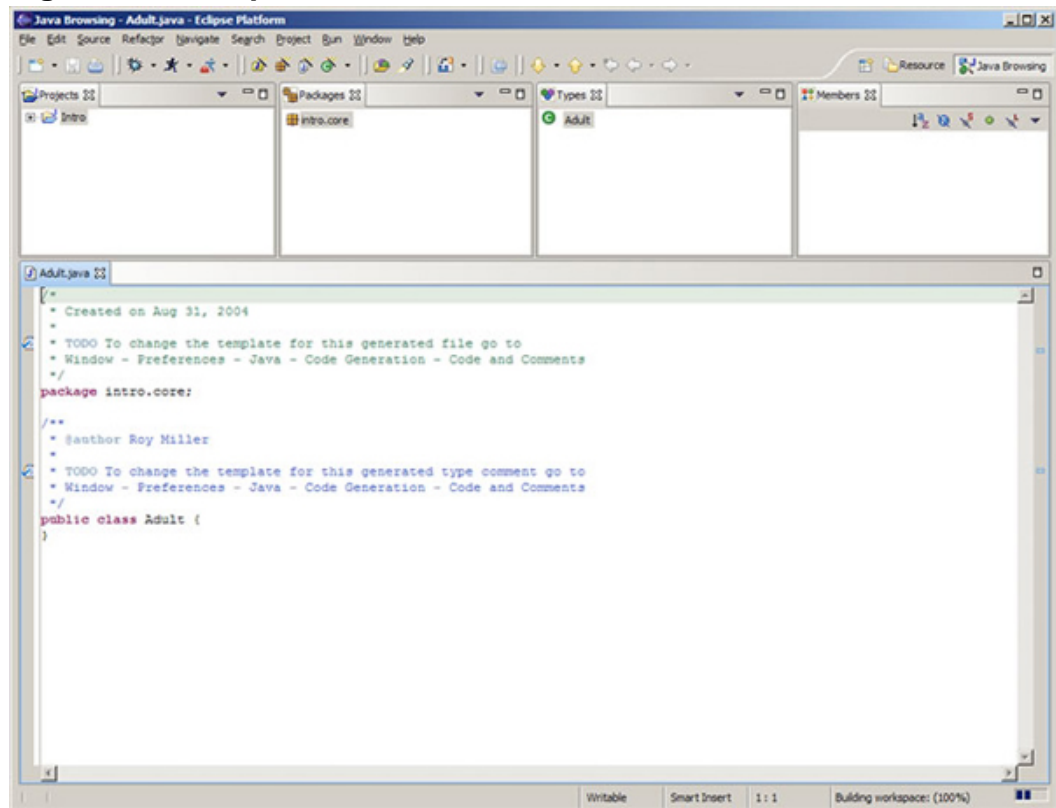 Java Browsing - Adult.java - Eclipse Platform
File Edit Source Refactor Navigate Search Project Run Window Help
Resource Java Browsing
Projects Packages Types Members
Intro intro.core Adult
Adult.java
/*
 * Created on Aug 31, 2004
 *
 * TODO To change the template for this generated file go to
 * Window - Preferences - Java - Code Generation - Code and Comments
 */
package intro.core;
/**
 * @author Roy Miller
 *
 * TODO To change the template for this generated type comment go to
 * Window - Preferences - Java - Code Generation - Code and Comments
 */
public class Adult {
}
Writable Smart Insert 1 : 1 Building workspace: (100%)